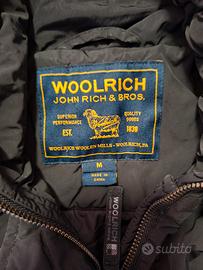 WOOLRICH
JOHN RICH & BROS.
SUPERIOR PERFORMANCE
QUALITY GOODS
EST. 1830
WOOLRICH WOOLEN MILLS - WOOLRICH, PA.
M
MADE IN CHINA
WOOLRICH
subito